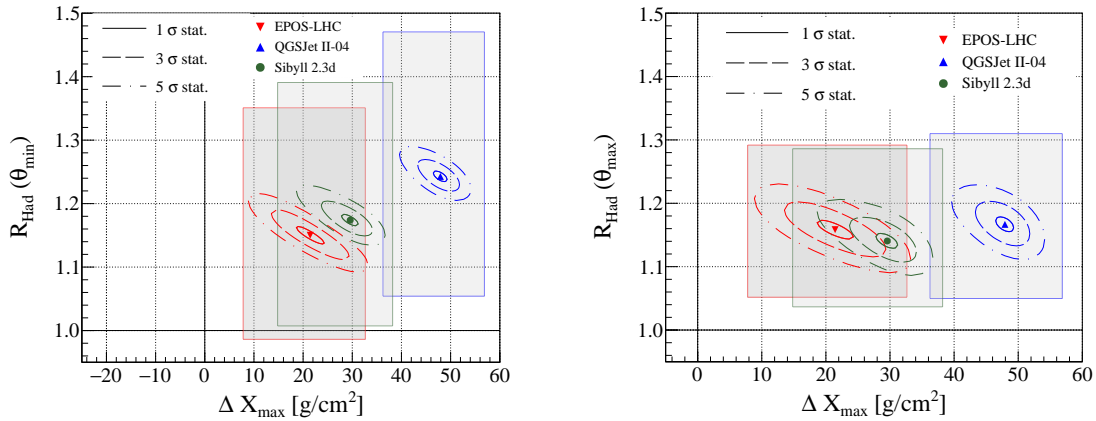 1 σ stat.
3 σ stat.
5 σ stat.
EPOS-LHC
QGSJet II-04
Sibyll 2.3d
R_Had (θ_min)
1.5
1.4
1.3
1.2
1.1
1.0
−20 −10 0 10 20 30 40 50 60
Δ X_max [g/cm²]
1 σ stat.
3 σ stat.
5 σ stat.
EPOS-LHC
QGSJet II-04
Sibyll 2.3d
R_Had (θ_max)
1.5
1.4
1.3
1.2
1.1
1.0
0 10 20 30 40 50 60
Δ X_max [g/cm²]